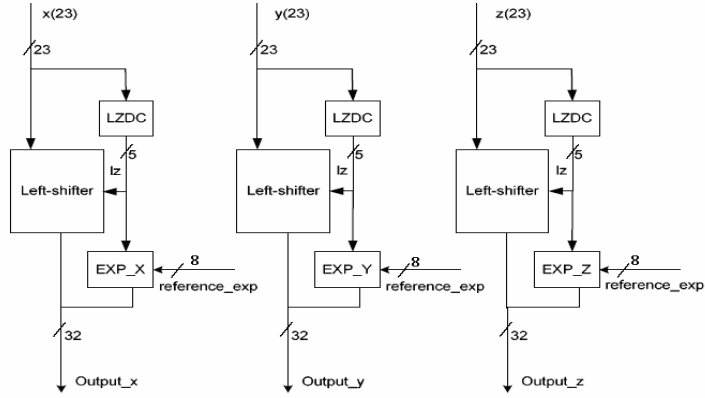 x(23)
y(23)
z(23)
23
23
23
LZDC
LZDC
LZDC
5
5
5
lz
lz
lz
Left-shifter
Left-shifter
Left-shifter
EXP_X
8
EXP_Y
8
EXP_Z
8
reference_exp
reference_exp
reference_exp
32
32
32
Output_x
Output_y
Output_z